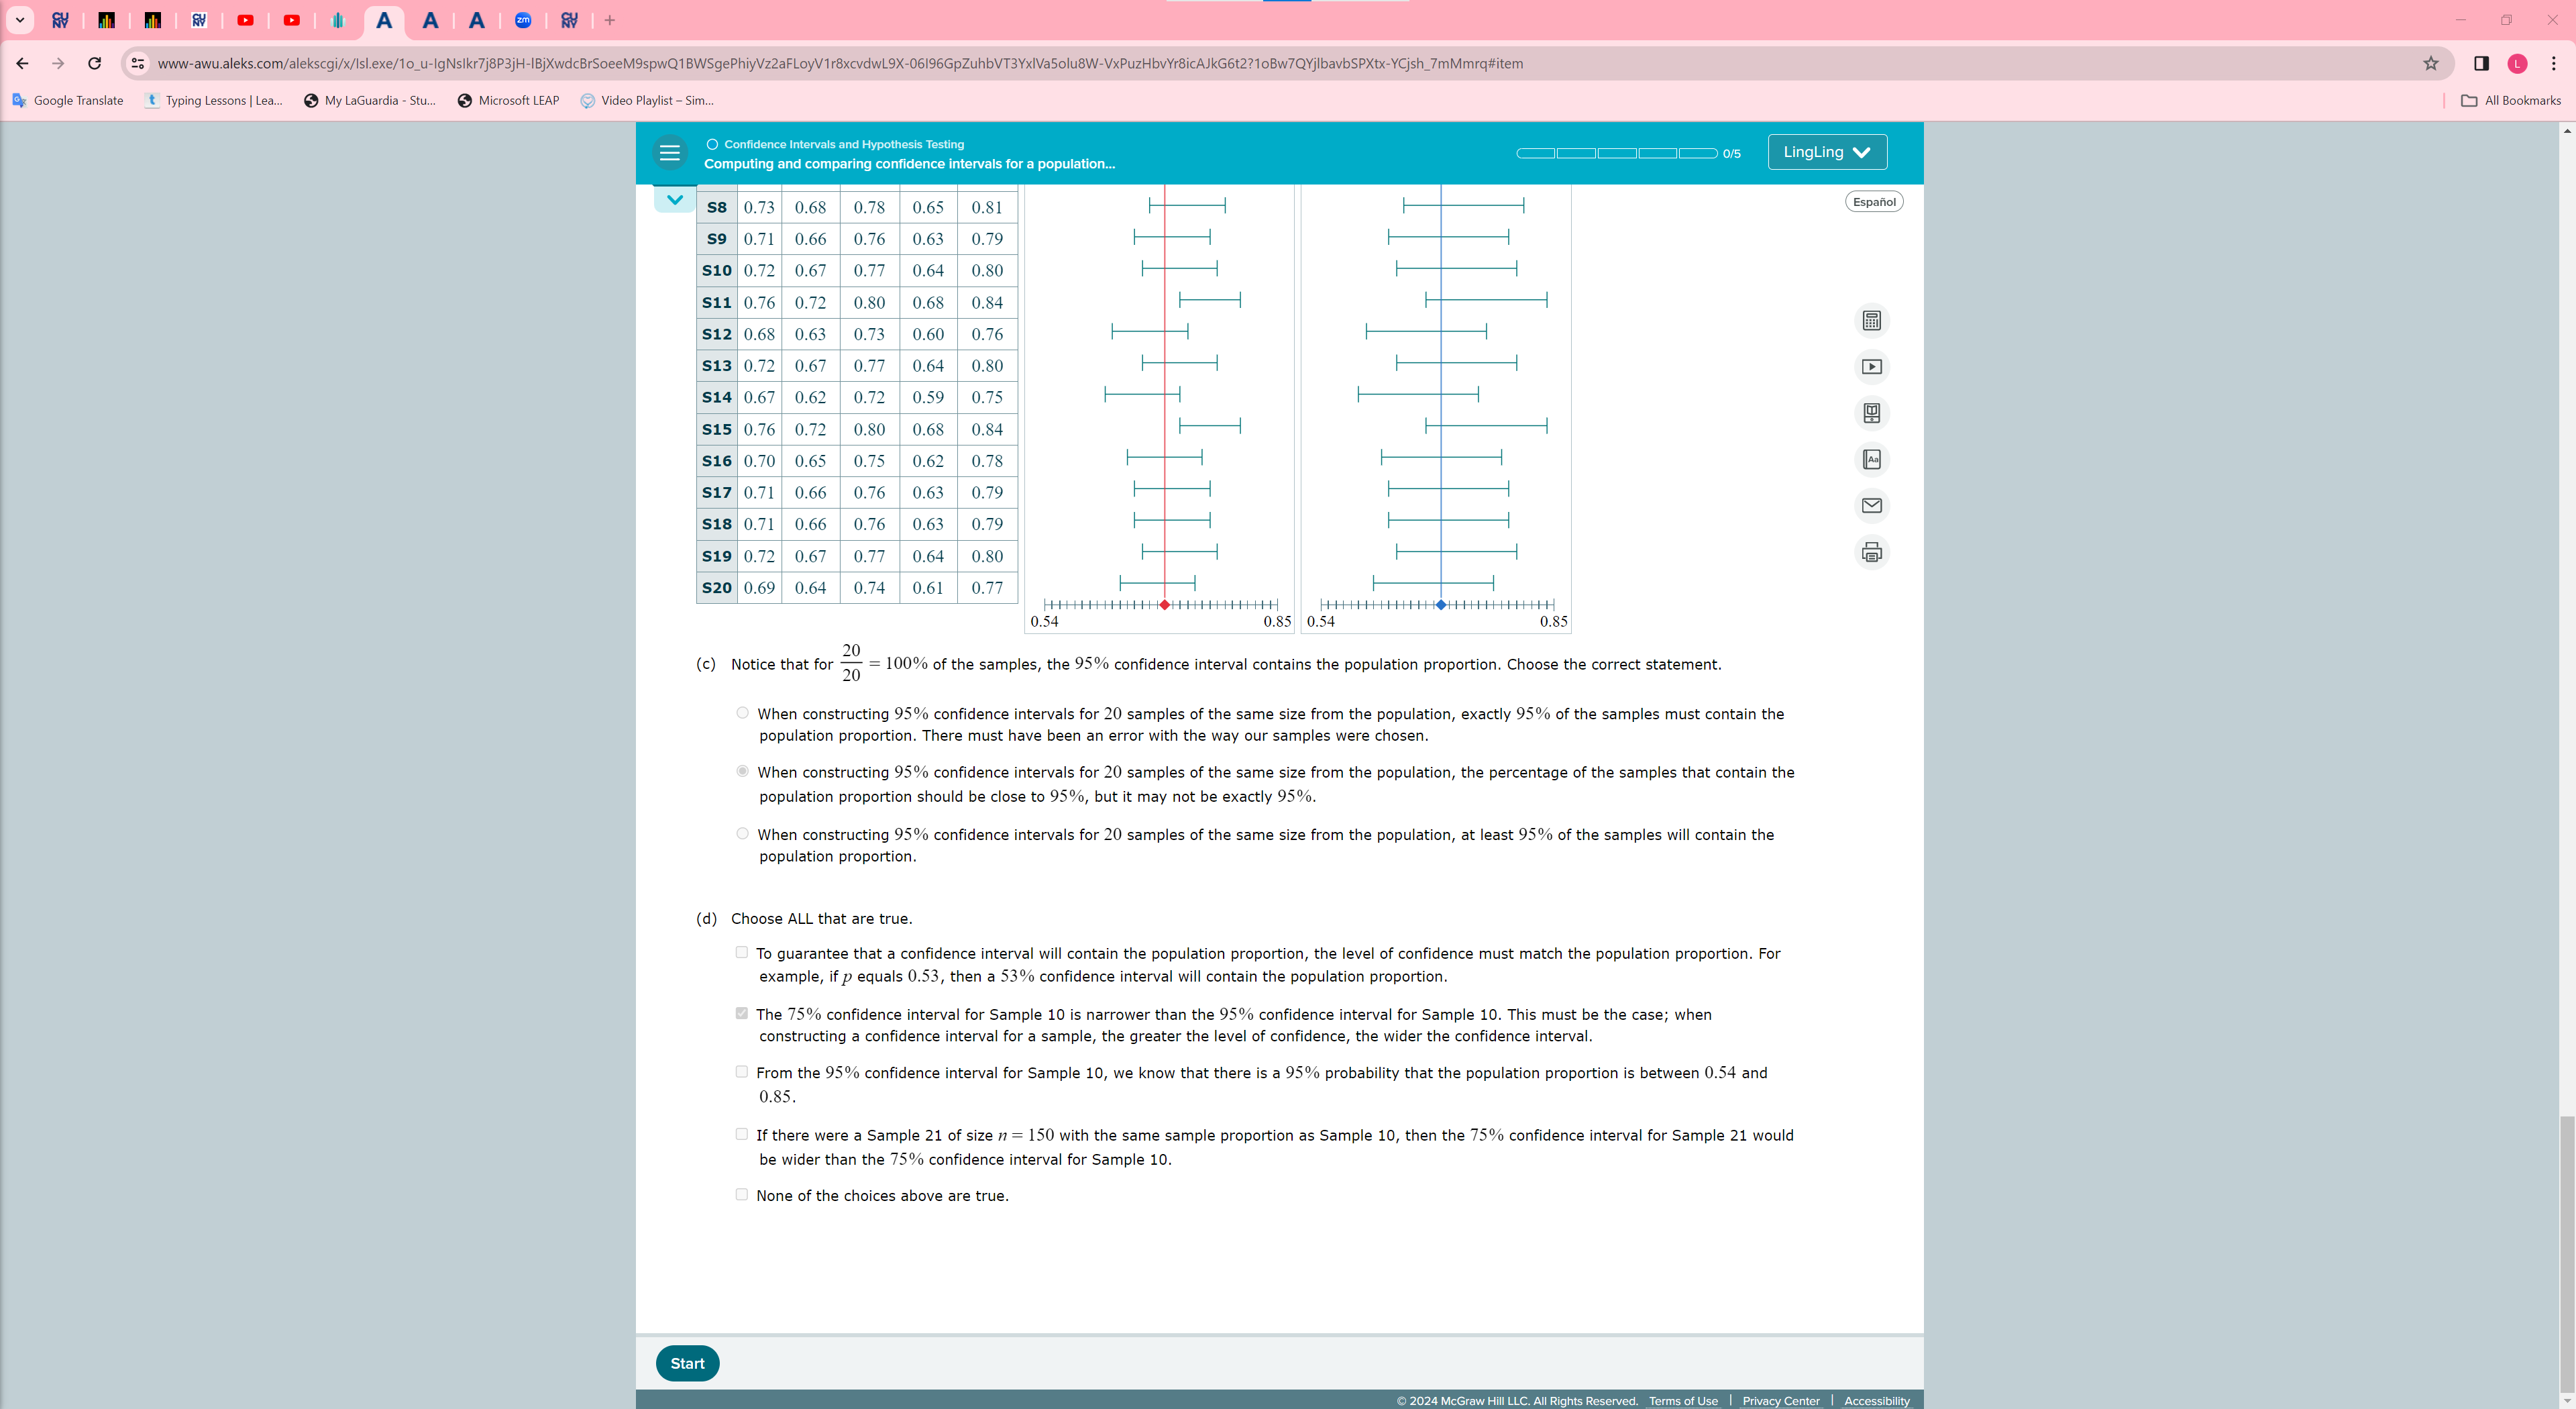 www-awu.aleks.com/alekscgi/x/Isl.exe/1o_u-IgNsIkr7j8P3jH-IBjXwdcBrSoeeM9spwQ1BWSgePhiyVz2aFLoyV1r8xcvdwL9X-06I96GpZuhbVT3YxlVa5olu8W-VxPuzHbvYr8icAJkG6t2?1oBw7QYjlbavbSPXtx-YCjsh_7mMmrq#item
Google Translate Typing Lessons | Lea... My LaGuardia - Stu... Microsoft LEAP Video Playlist – Sim... All Bookmarks
Confidence Intervals and Hypothesis Testing
Computing and comparing confidence intervals for a population...
0/5
LingLing
Español
S8 0.73 0.68 0.78 0.65 0.81
S9 0.71 0.66 0.76 0.63 0.79
S10 0.72 0.67 0.77 0.64 0.80
S11 0.76 0.72 0.80 0.68 0.84
S12 0.68 0.63 0.73 0.60 0.76
S13 0.72 0.67 0.77 0.64 0.80
S14 0.67 0.62 0.72 0.59 0.75
S15 0.76 0.72 0.80 0.68 0.84
S16 0.70 0.65 0.75 0.62 0.78
S17 0.71 0.66 0.76 0.63 0.79
S18 0.71 0.66 0.76 0.63 0.79
S19 0.72 0.67 0.77 0.64 0.80
S20 0.69 0.64 0.74 0.61 0.77
0.54 0.85 0.54 0.85
(c) Notice that for 20/20 = 100% of the samples, the 95% confidence interval contains the population proportion. Choose the correct statement.
When constructing 95% confidence intervals for 20 samples of the same size from the population, exactly 95% of the samples must contain the
population proportion. There must have been an error with the way our samples were chosen.
When constructing 95% confidence intervals for 20 samples of the same size from the population, the percentage of the samples that contain the
population proportion should be close to 95%, but it may not be exactly 95%.
When constructing 95% confidence intervals for 20 samples of the same size from the population, at least 95% of the samples will contain the
population proportion.
(d) Choose ALL that are true.
To guarantee that a confidence interval will contain the population proportion, the level of confidence must match the population proportion. For
example, if p equals 0.53, then a 53% confidence interval will contain the population proportion.
The 75% confidence interval for Sample 10 is narrower than the 95% confidence interval for Sample 10. This must be the case; when
constructing a confidence interval for a sample, the greater the level of confidence, the wider the confidence interval.
From the 95% confidence interval for Sample 10, we know that there is a 95% probability that the population proportion is between 0.54 and
0.85.
If there were a Sample 21 of size n = 150 with the same sample proportion as Sample 10, then the 75% confidence interval for Sample 21 would
be wider than the 75% confidence interval for Sample 10.
None of the choices above are true.
Start
© 2024 McGraw Hill LLC. All Rights Reserved. Terms of Use | Privacy Center | Accessibility